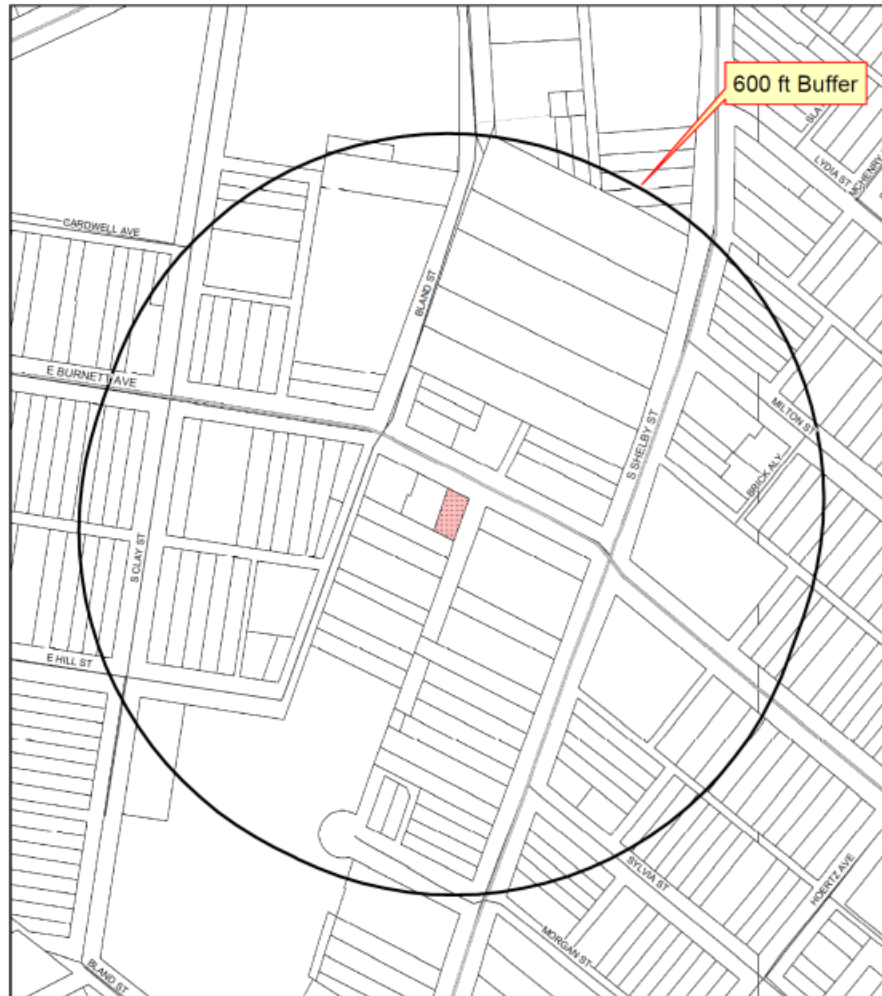 600 ft Buffer
LYDIA ST
CARDWELL AVE
BLAND ST
E BURNETT AVE
MILTON ST
S SHELBY ST
BRICK ALY
S CLAY ST
E HILL ST
SYLVIA ST
HOERTZ AVE
MORGAN ST
BLAND ST